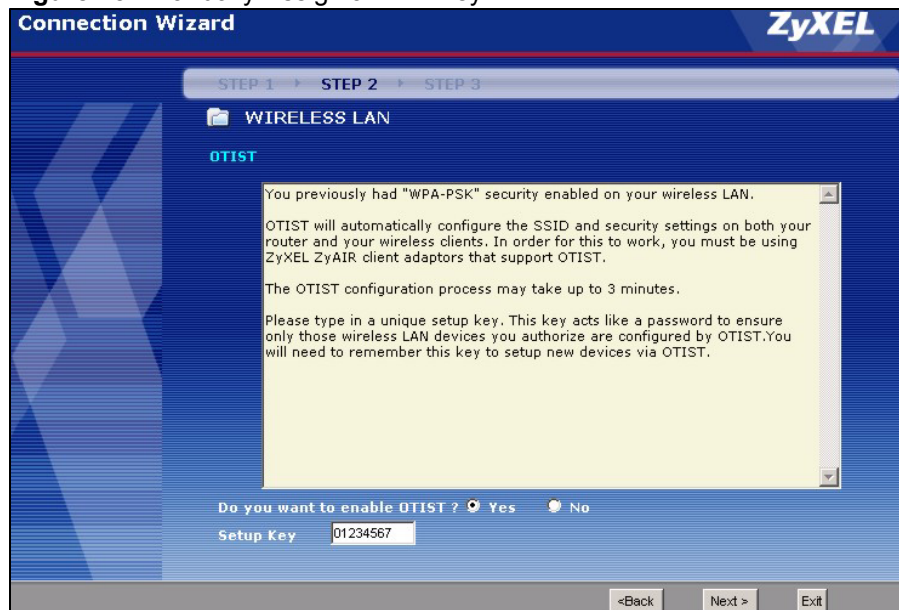 Connection Wizard
ZyXEL
STEP 1 STEP 2 STEP 3
WIRELESS LAN
OTIST
You previously had "WPA-PSK" security enabled on your wireless LAN.
OTIST will automatically configure the SSID and security settings on both your
router and your wireless clients. In order for this to work, you must be using
ZyXEL ZyAIR client adaptors that support OTIST.
The OTIST configuration process may take up to 3 minutes.
Please type in a unique setup key. This key acts like a password to ensure
only those wireless LAN devices you authorize are configured by OTIST.You
will need to remember this key to setup new devices via OTIST.
Do you want to enable OTIST ? Yes No
Setup Key 01234567
<Back Next > Exit